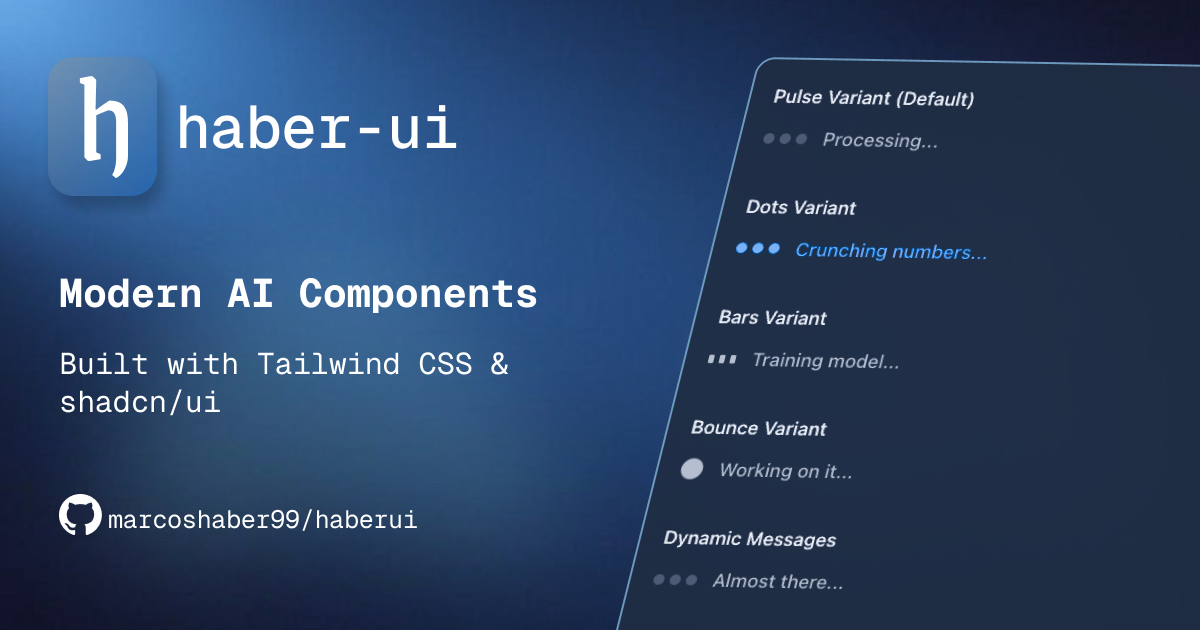 h
haber-ui
Modern AI Components
Built with Tailwind CSS &
shadcn/ui
marcoshaber99/haberui
Pulse Variant (Default)
Processing...
Dots Variant
Crunching numbers...
Bars Variant
Training model...
Bounce Variant
Working on it...
Dynamic Messages
Almost there...